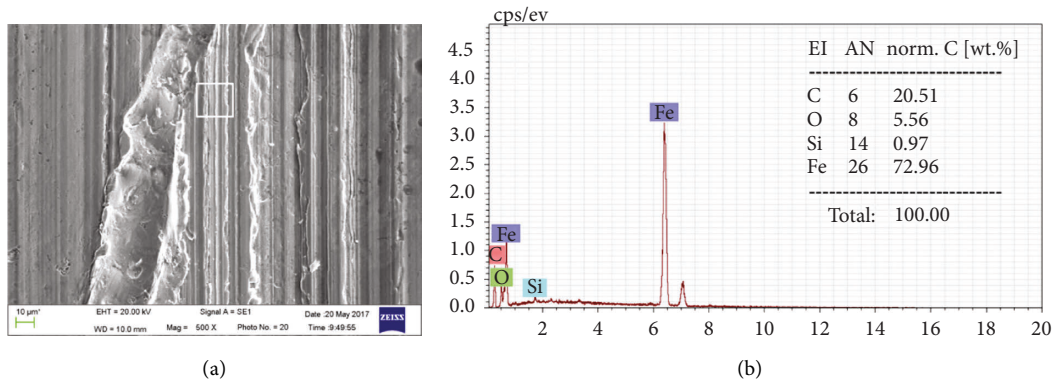 10 µm*
EHT = 20.00 kV
Signal A = SE1
Date :20 May 2017
WD = 10.0 mm
Mag = 500 X
Photo No. = 20
Time :9:49:55
ZEISS
(a)
cps/ev
4.5
4.0
3.5
3.0
2.5
2.0
1.5
1.0
0.5
0.0
Fe
Fe
C
O
Si
EI AN norm. C [wt.%]
C 6 20.51
O 8 5.56
Si 14 0.97
Fe 26 72.96
Total: 100.00
2 4 6 8 10 12 14 16 18 20
(b)